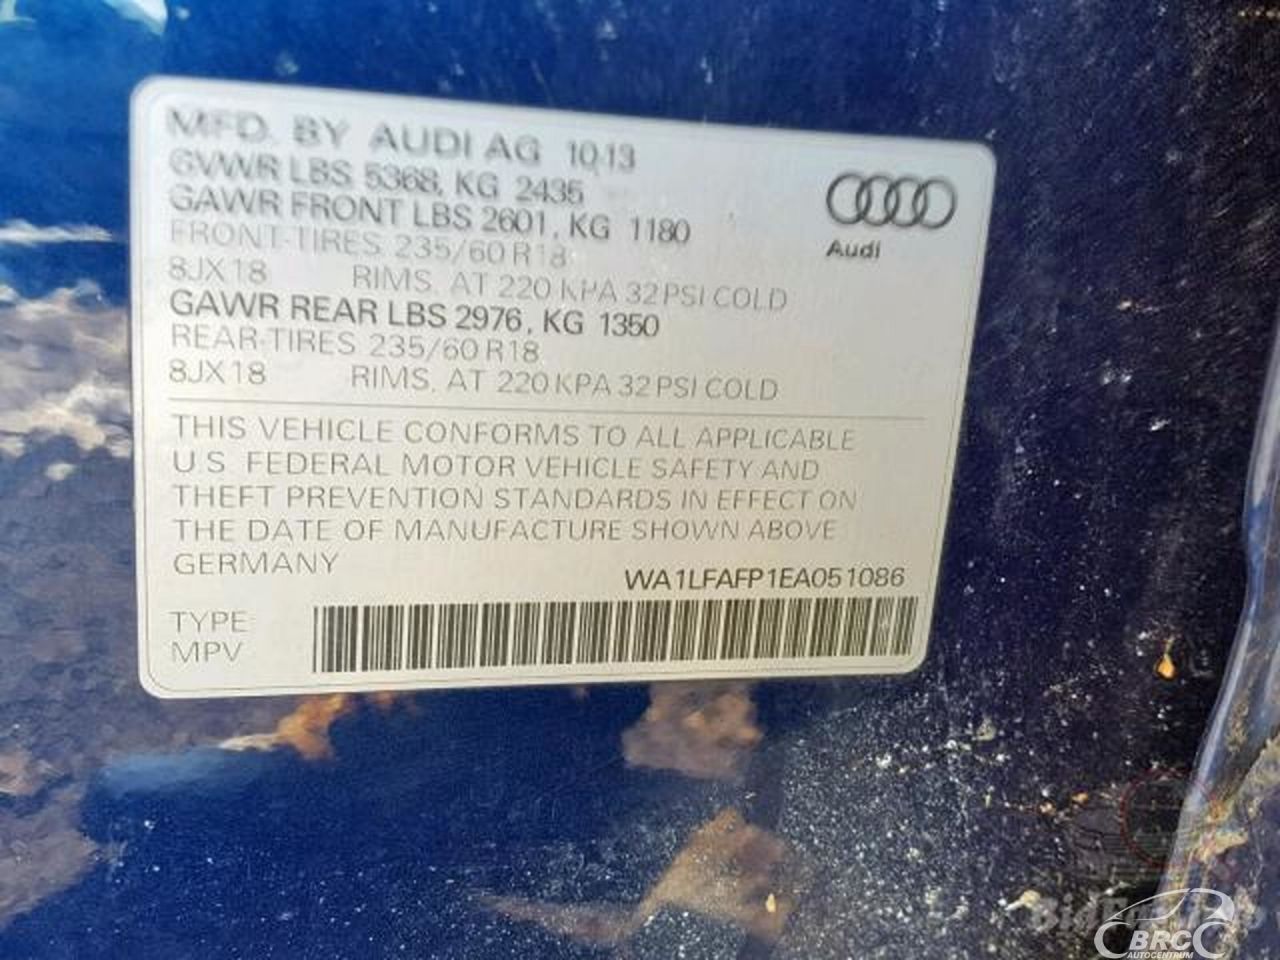 MFD. BY AUDI AG 10.13
GVWR LBS 5368, KG 2435
GAWR FRONT LBS 2601, KG 1180
FRONT-TIRES 235/60 R18
8JX18 RIMS, AT 220 KPA 32 PSI COLD
GAWR REAR LBS 2976, KG 1350
REAR-TIRES 235/60 R18
8JX18 RIMS, AT 220 KPA 32 PSI COLD
Audi
THIS VEHICLE CONFORMS TO ALL APPLICABLE
U.S FEDERAL MOTOR VEHICLE SAFETY AND
THEFT PREVENTION STANDARDS IN EFFECT ON
THE DATE OF MANUFACTURE SHOWN ABOVE
GERMANY
WA1LFAFP1EA051086
TYPE
MPV
BRC
AUTOCENTRUM